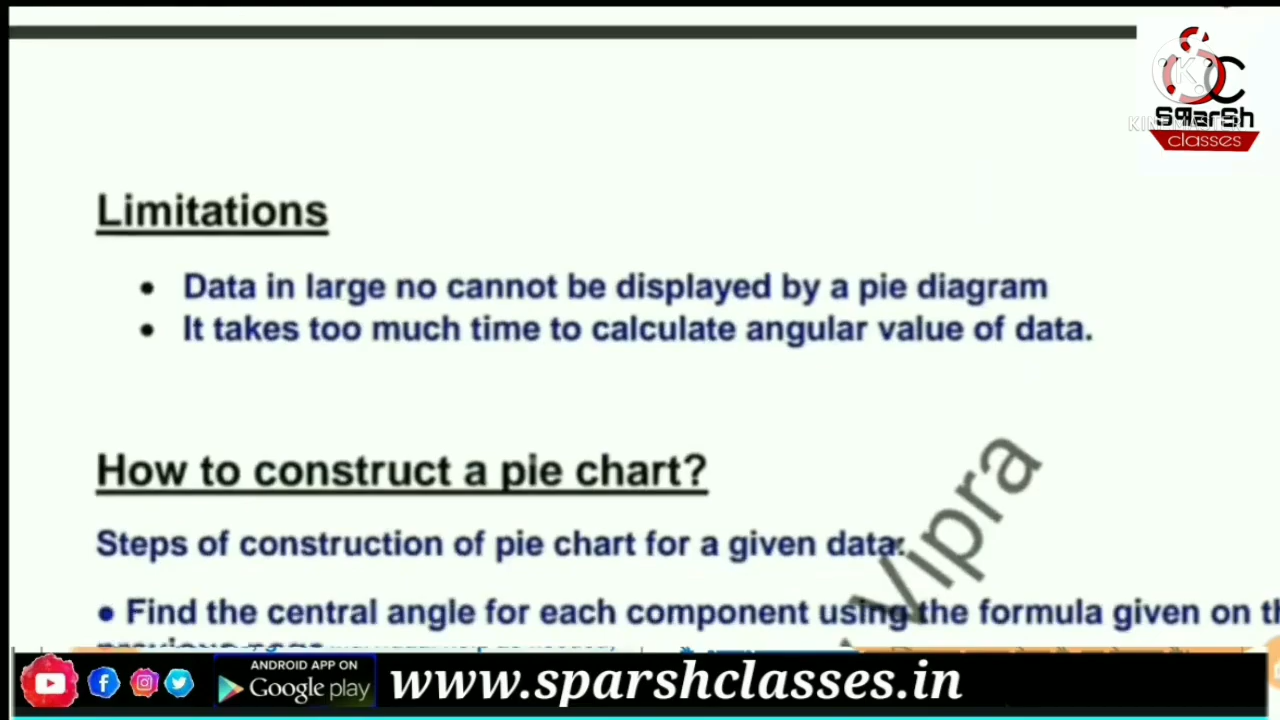 SparSh
classes
KINEMASTER
Limitations
• Data in large no cannot be displayed by a pie diagram
• It takes too much time to calculate angular value of data.
How to construct a pie chart?
Steps of construction of pie chart for a given data:
Vipra
• Find the central angle for each component using the formula given on
ANDROID APP ON
Google play
www.sparshclasses.in